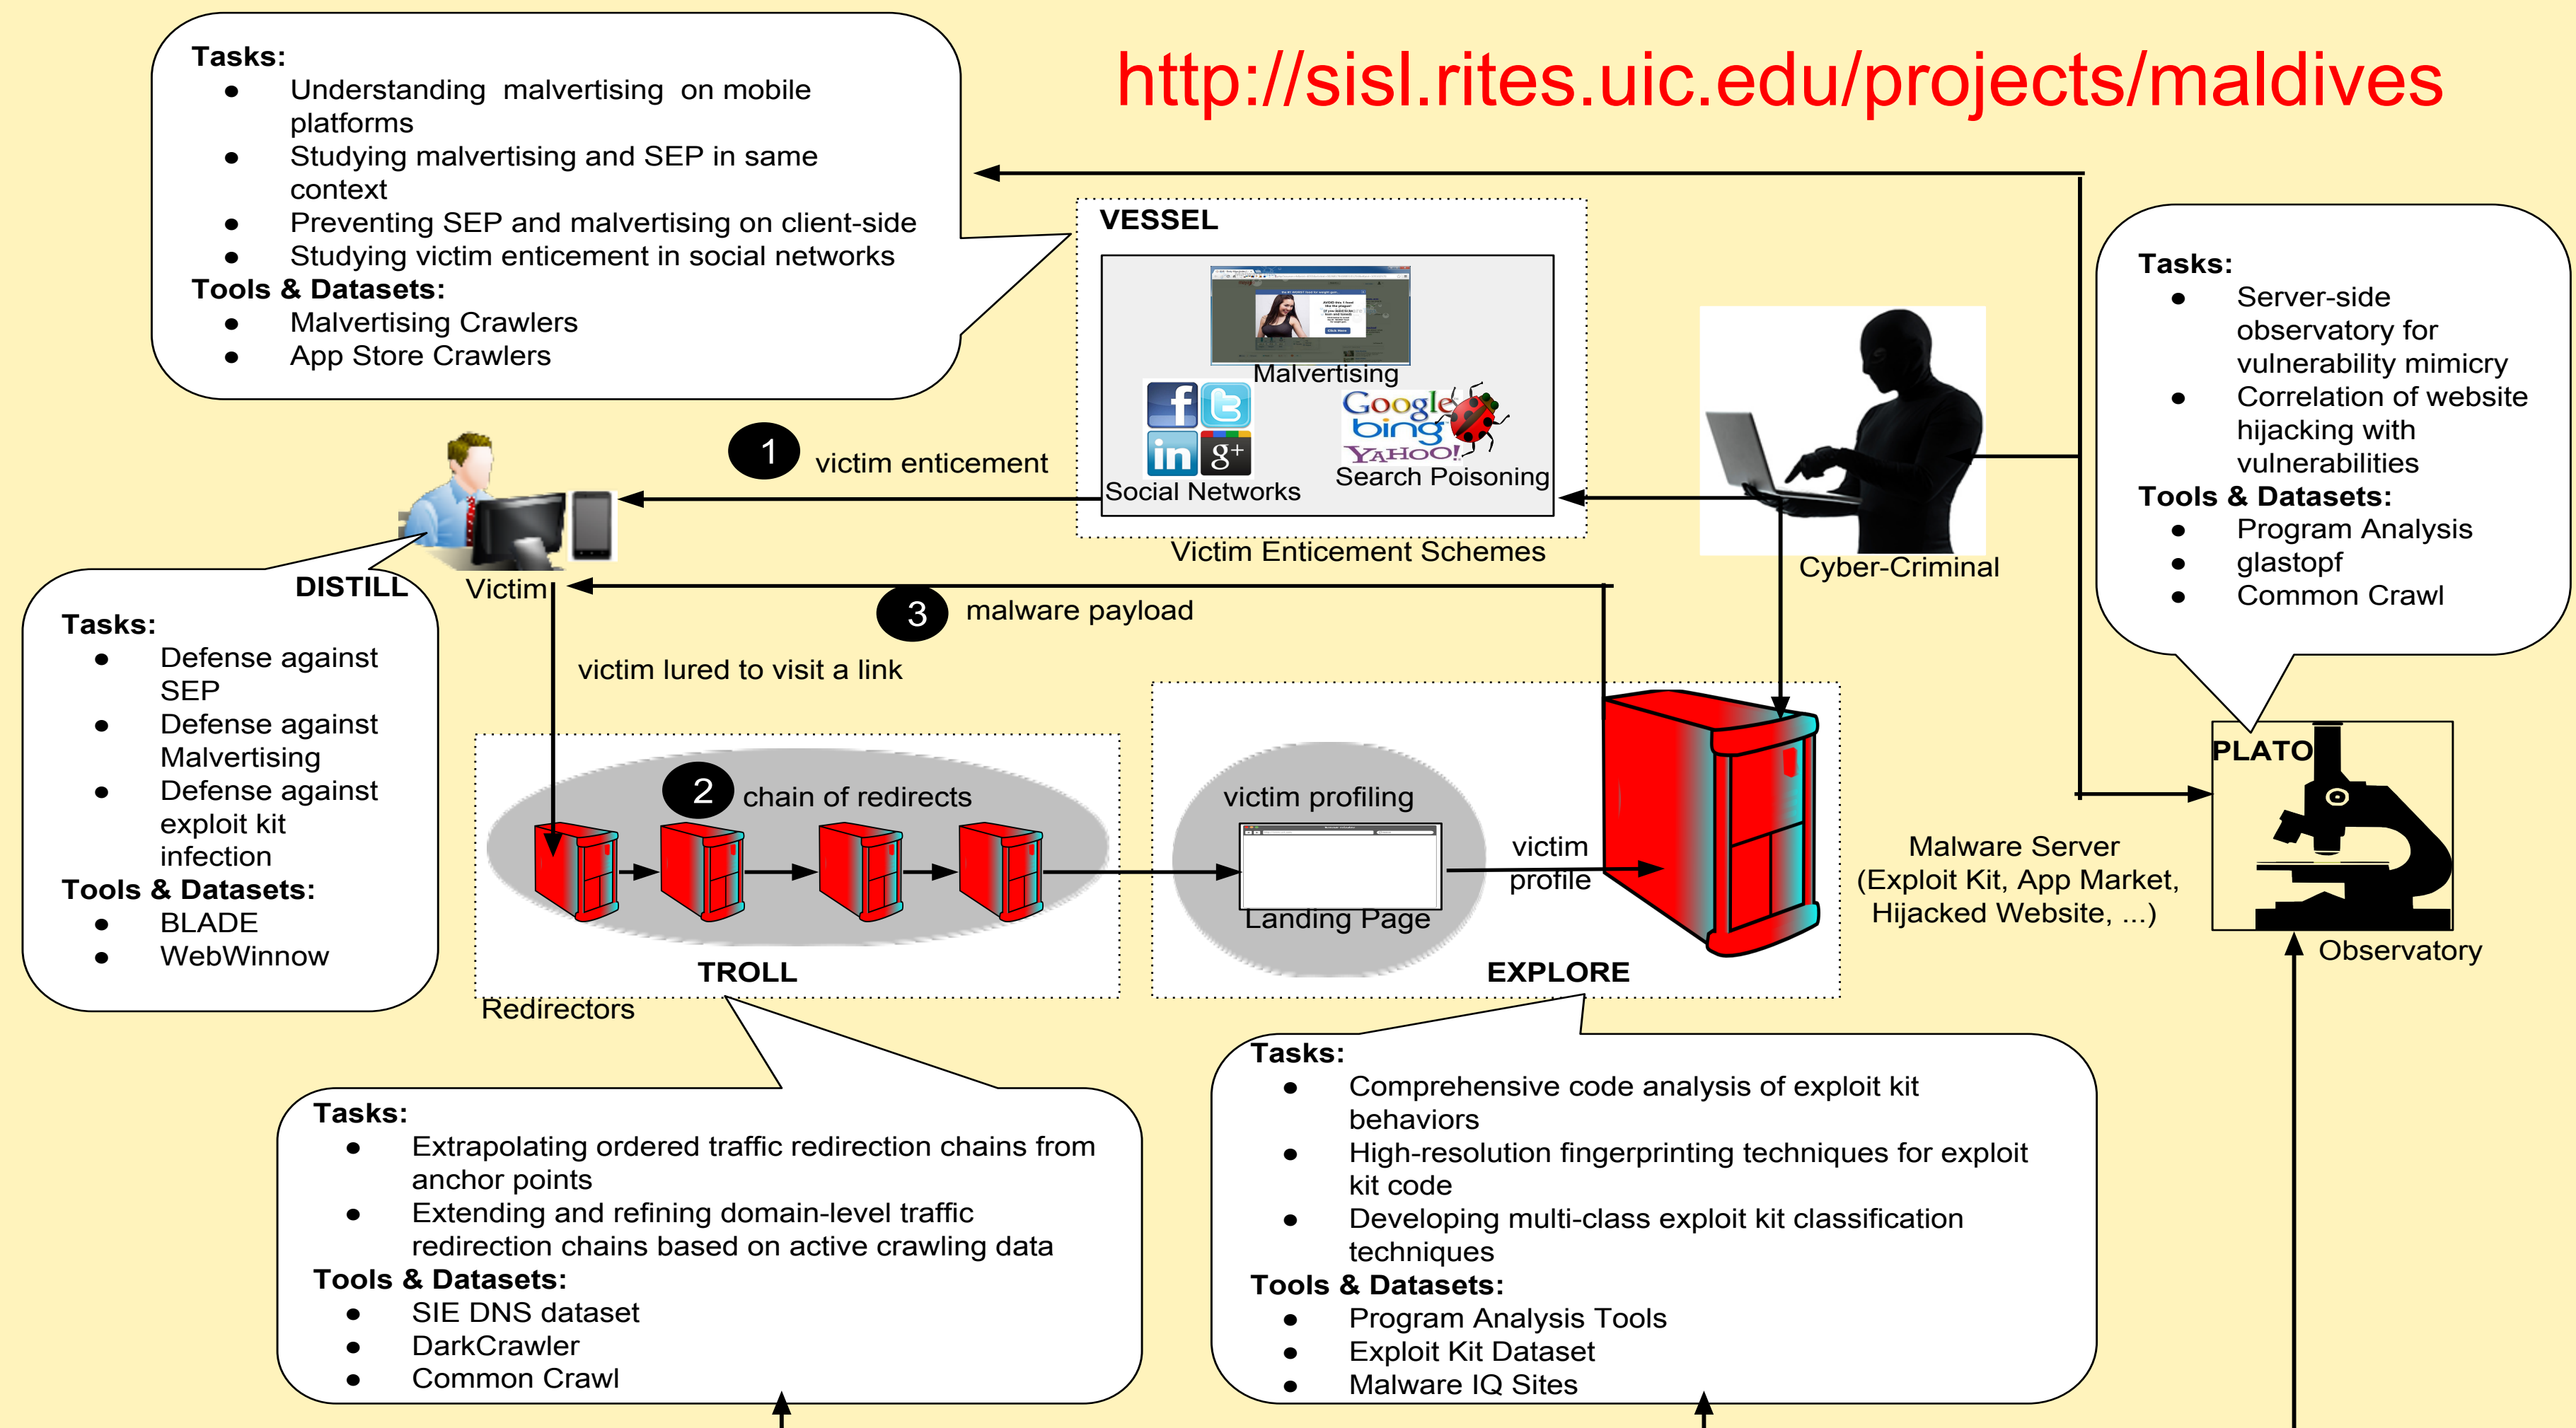 http://sisl.rites.uic.edu/projects/maldives
Tasks:
● Understanding malvertising on mobile
platforms
● Studying malvertising and SEP in same
context
● Preventing SEP and malvertising on client-side
● Studying victim enticement in social networks
Tools & Datasets:
● Malvertising Crawlers
● App Store Crawlers
VESSEL
Malvertising
f
in g+
Social Networks
Google
bing
YAHOO!
Search Poisoning
Victim Enticement Schemes
Cyber-Criminal
Tasks:
● Server-side
observatory for
vulnerability mimicry
● Correlation of website
hijacking with
vulnerabilities
Tools & Datasets:
● Program Analysis
● glastopf
● Common Crawl
1 victim enticement
Victim
3 malware payload
victim lured to visit a link
DISTILL
Tasks:
● Defense against
SEP
● Defense against
Malvertising
● Defense against
exploit kit
infection
Tools & Datasets:
● BLADE
● WebWinnow
2 chain of redirects
TROLL
Redirectors
victim profiling
Landing Page
victim
profile
EXPLORE
Malware Server
(Exploit Kit, App Market,
Hijacked Website, ...)
PLATO
Observatory
Tasks:
● Extrapolating ordered traffic redirection chains from
anchor points
● Extending and refining domain-level traffic
redirection chains based on active crawling data
Tools & Datasets:
● SIE DNS dataset
● DarkCrawler
● Common Crawl
Tasks:
● Comprehensive code analysis of exploit kit
behaviors
● High-resolution fingerprinting techniques for exploit
kit code
● Developing multi-class exploit kit classification
techniques
Tools & Datasets:
● Program Analysis Tools
● Exploit Kit Dataset
● Malware IQ Sites